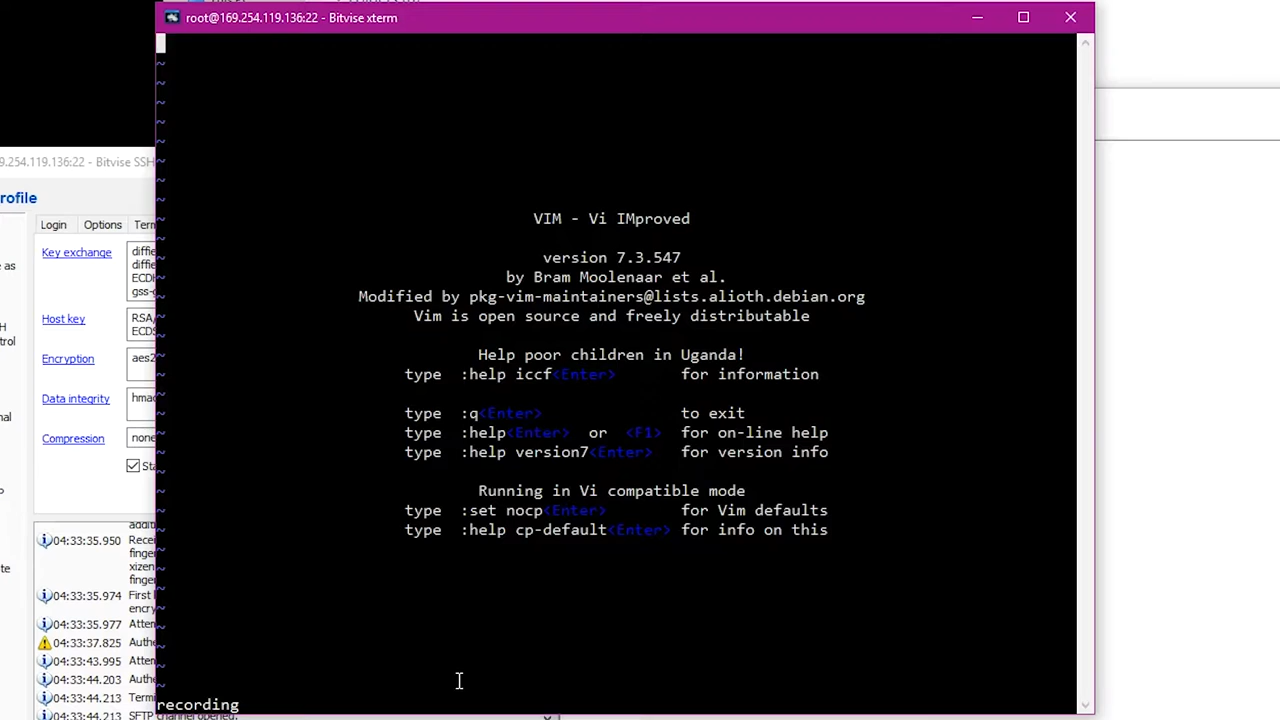 root@169.254.119.136:22 - Bitvise xterm
~
~
~
~
~
~
~
~
VIM - Vi IMproved
~
~
version 7.3.547
~
by Bram Moolenaar et al.
~
Modified by pkg-vim-maintainers@lists.alioth.debian.org
~
Vim is open source and freely distributable
~
~
Help poor children in Uganda!
~
type :help iccf<Enter> for information
~
~
type :q<Enter> to exit
~
type :help<Enter> or <F1> for on-line help
~
type :help version7<Enter> for version info
~
~
Running in Vi compatible mode
~
type :set nocp<Enter> for Vim defaults
~
type :help cp-default<Enter> for info on this
~
~
~
~
~
~
~
~
recording
9.254.119.136:22 - Bitvise SSH
rofile
Login Options Term
Key exchange
Host key
RSA/
Encryption
aes2
Data integrity
hmac
Compression
none
04:33:35.950
04:33:35.974 First
04:33:35.977
04:33:37.825
04:33:43.995
04:33:44.203
04:33:44.213
04:33:44.213 SFTP channel opened.